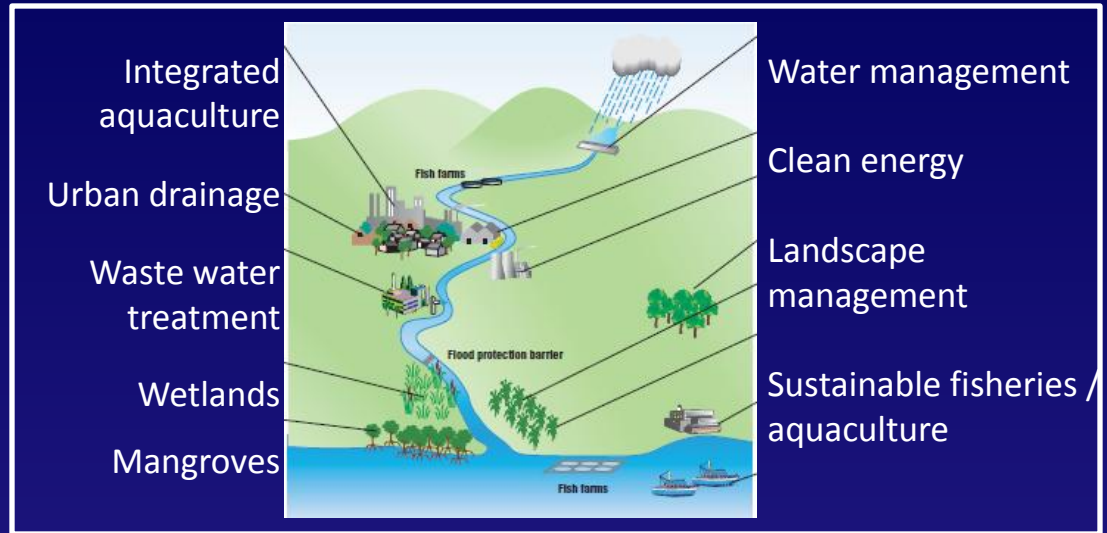 Integrated
aquaculture
Urban drainage
Waste water
treatment
Wetlands
Mangroves
Fish farms
Flood protection barrier
Fish farms
Water management
Clean energy
Landscape
management
Sustainable fisheries /
aquaculture